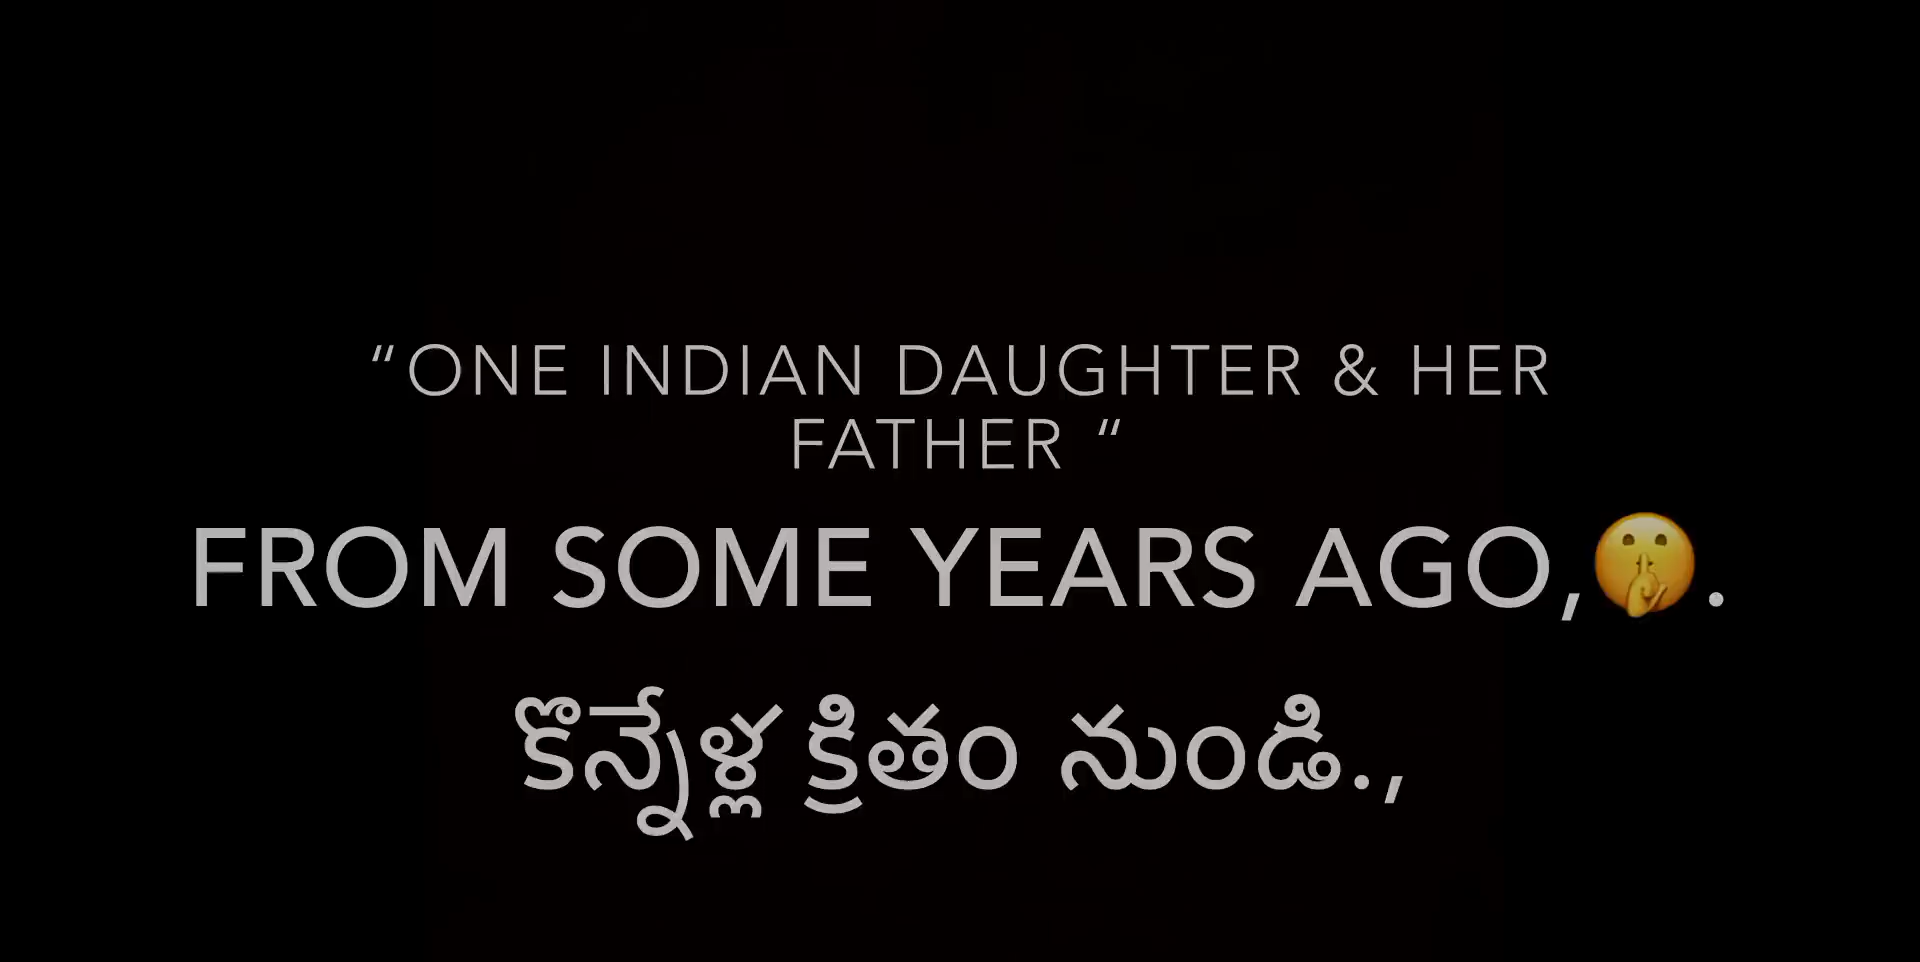 “ONE INDIAN DAUGHTER & HER
FATHER “
FROM SOME YEARS AGO,🤫.
కొన్నేళ్ల క్రితం నుండి.,